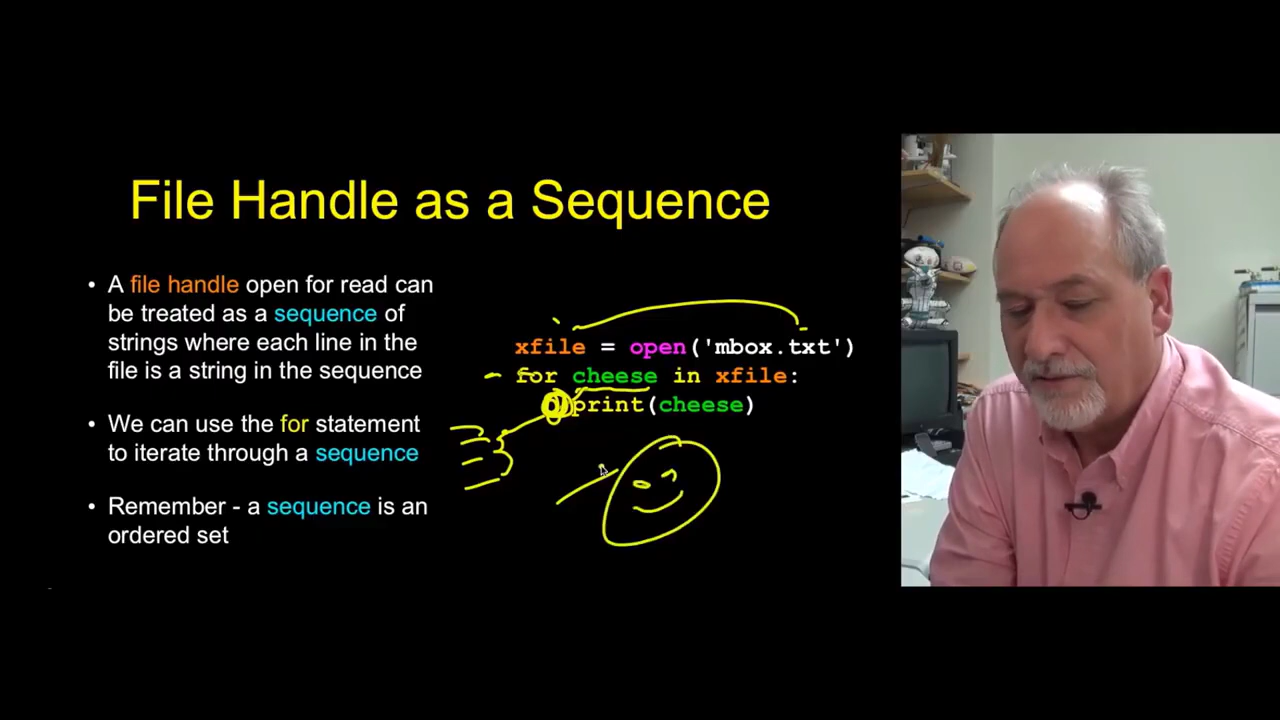 File Handle as a Sequence
• A file handle open for read can
be treated as a sequence of
strings where each line in the
file is a string in the sequence
• We can use the for statement
to iterate through a sequence
• Remember - a sequence is an
ordered set
xfile = open('mbox.txt')
for cheese in xfile:
print(cheese)